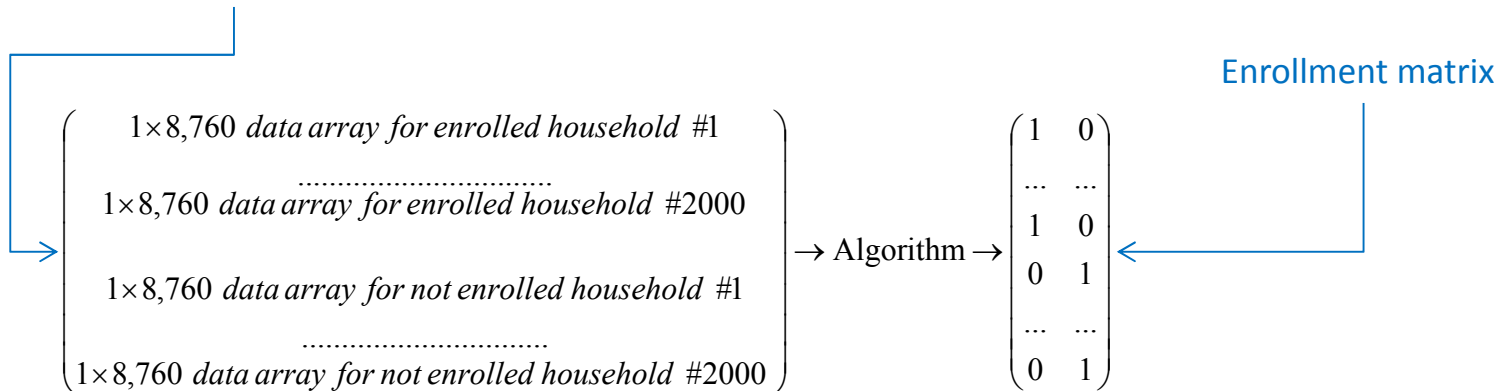 Enrollment matrix
1×8,760 data array for enrolled household #1
................................
1×8,760 data array for enrolled household #2000
1×8,760 data array for not enrolled household #1
...............................
1×8,760 data array for not enrolled household #2000
→ Algorithm →
1 0
... ...
1 0
0 1
... ...
0 1